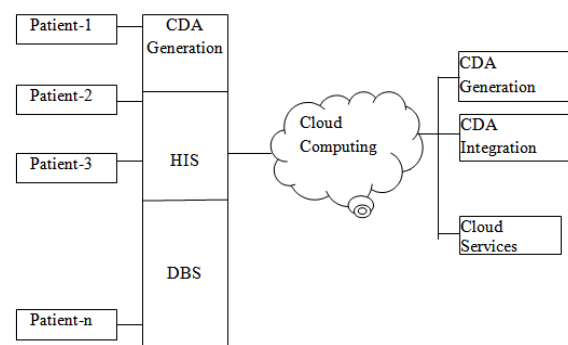 Patient-1
Patient-2
Patient-3
Patient-n
CDA
Generation
HIS
DBS
Cloud
Computing
CDA
Generation
CDA
Integration
Cloud
Services